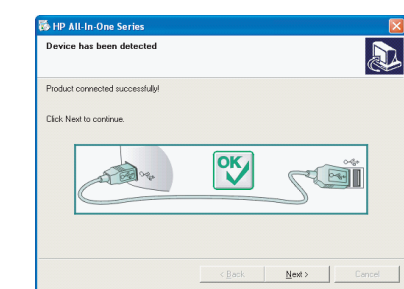 HP All-In-One Series
Device has been detected
Product connected successfully!
Click Next to continue.
OK
< Back Next > Cancel